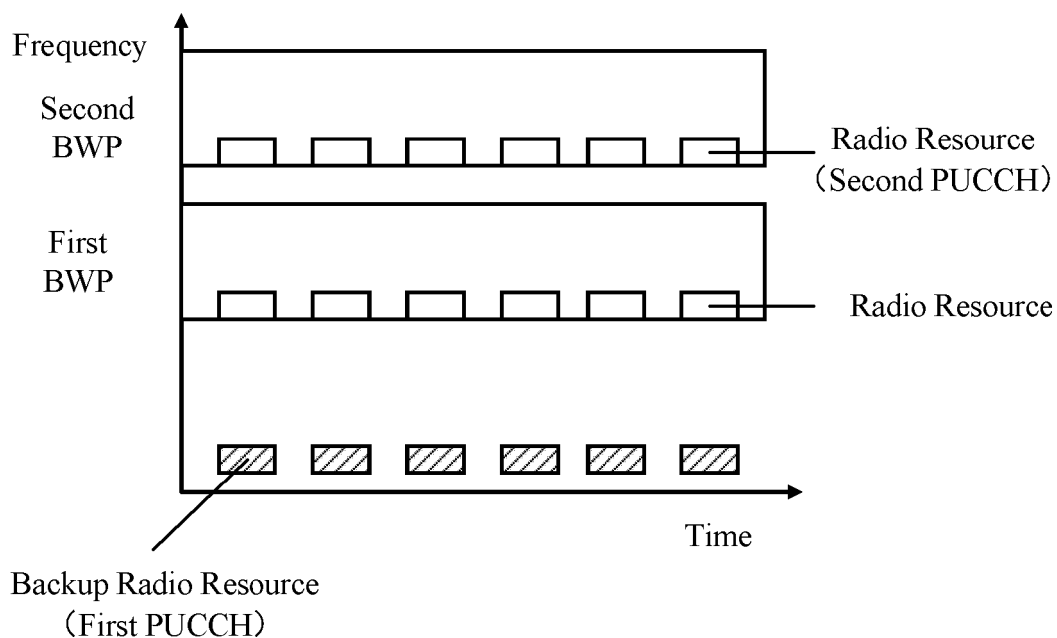 Frequency
Second
BWP
Radio Resource
（Second PUCCH）
First
BWP
Radio Resource
Time
Backup Radio Resource
（First PUCCH）